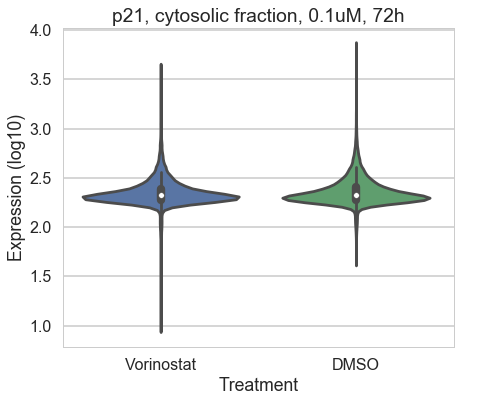 p21, cytosolic fraction, 0.1uM, 72h
4.0
3.5
3.0
2.5
2.0
1.5
1.0
Expression (log10)
Vorinostat
DMSO
Treatment